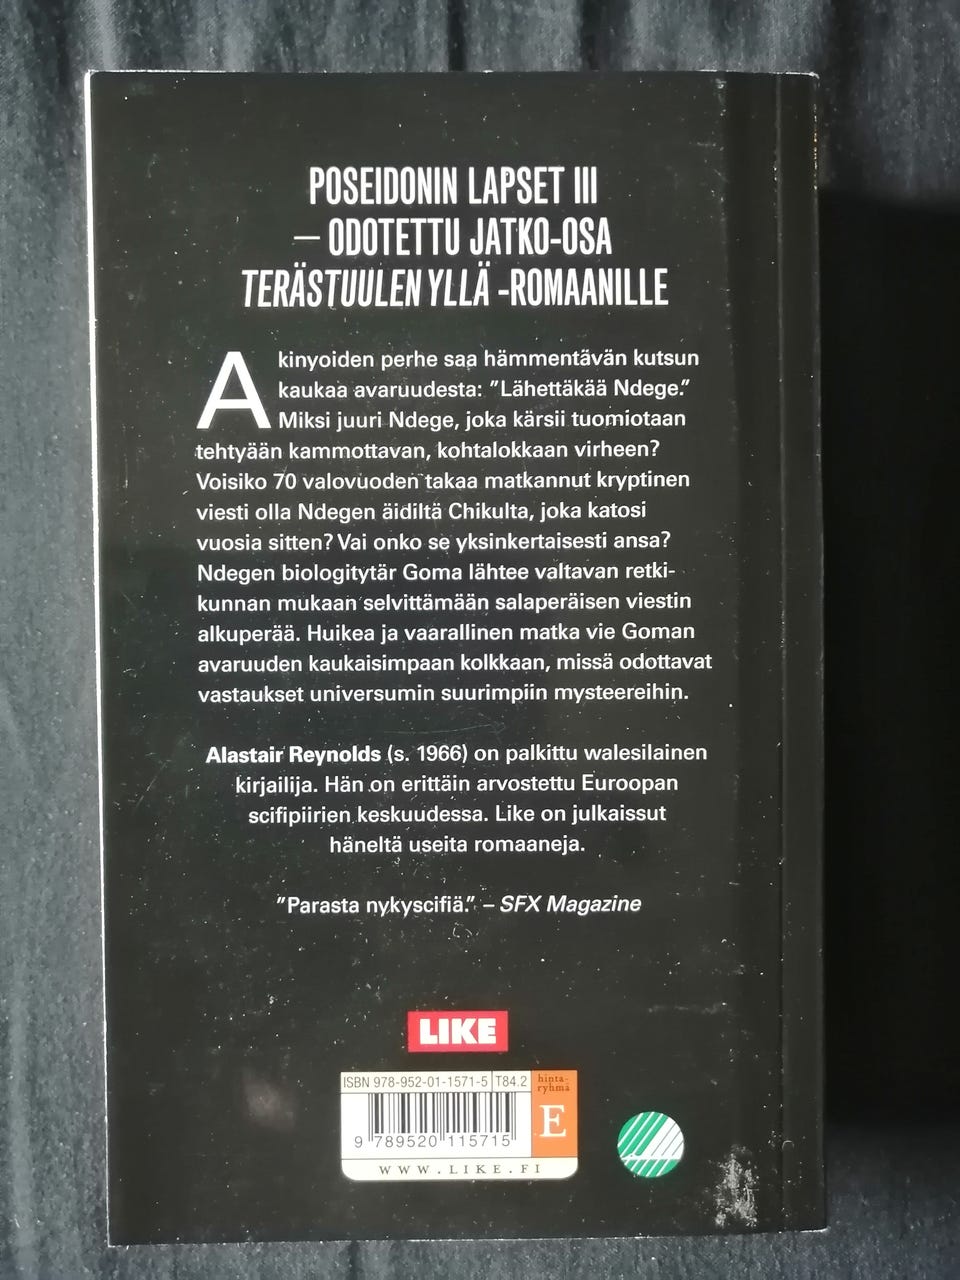 POSEIDONIN LAPSET III
– ODOTETTU JATKO-OSA
TERÄSTUULEN YLLÄ -ROMAANILLE
Akinyoiden perhe saa hämmentävän kutsun
kaukaa avaruudesta: ”Lähettäkää Ndege.”
Miksi juuri Ndege, joka kärsii tuomiotaan
tehtyään kammottavan, kohtalokkaan virheen?
Voisiko 70 valovuoden takaa matkannut kryptinen
viesti olla Ndegen äidiltä Chikulta, joka katosi
vuosia sitten? Vai onko se yksinkertaisesti ansa?
Ndegen biologitytär Goma lähtee valtavan retki-
kunnan mukaan selvittämään salaperäisen viestin
alkuperää. Huikea ja vaarallinen matka vie Goman
avaruuden kaukaisimpaan kolkkaan, missä odottavat
vastaukset universumin suurimpiin mysteereihin.
Alastair Reynolds (s. 1966) on palkittu walesilainen
kirjailija. Hän on erittäin arvostettu Euroopan
scifipiirien keskuudessa. Like on julkaissut
häneltä useita romaaneja.
”Parasta nykyscifiä.” – SFX Magazine
LIKE
ISBN 978-952-01-1571-5 T84.2
hinta-
ryhmä
E
9 789520 115715
WWW.LIKE.FI